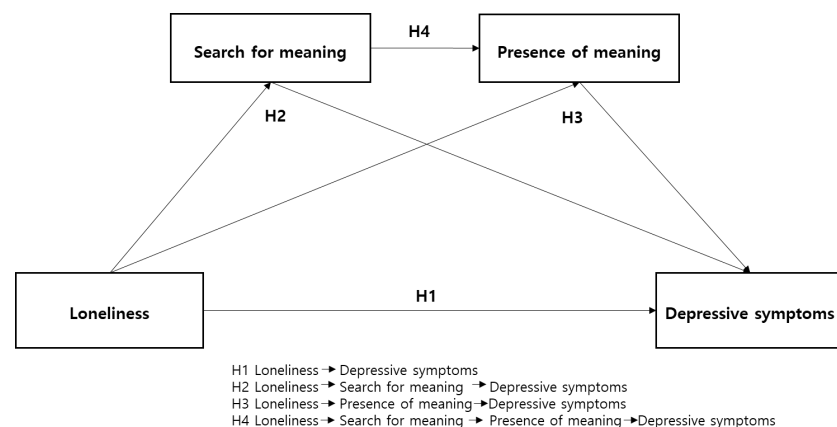 Search for meaning
H4
Presence of meaning
H2
H3
Loneliness
H1
Depressive symptoms
H1 Loneliness → Depressive symptoms
H2 Loneliness → Search for meaning → Depressive symptoms
H3 Loneliness → Presence of meaning → Depressive symptoms
H4 Loneliness → Search for meaning → Presence of meaning → Depressive symptoms